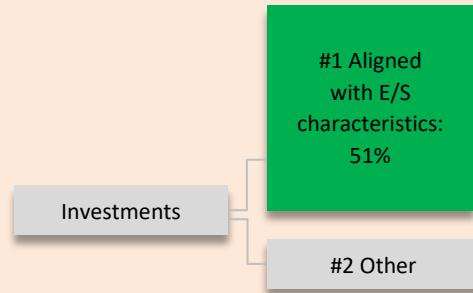 #1 Aligned
with E/S
characteristics:
51%
Investments
#2 Other